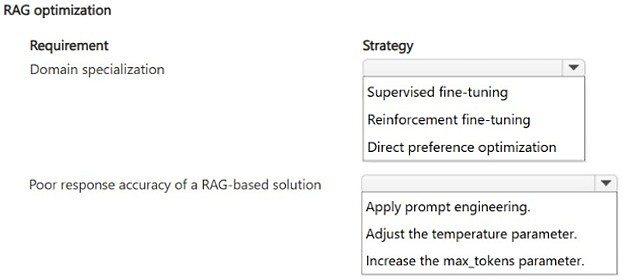 RAG optimization
Requirement Strategy
Domain specialization
Supervised fine-tuning
Reinforcement fine-tuning
Direct preference optimization
Poor response accuracy of a RAG-based solution
Apply prompt engineering.
Adjust the temperature parameter.
Increase the max_tokens parameter.